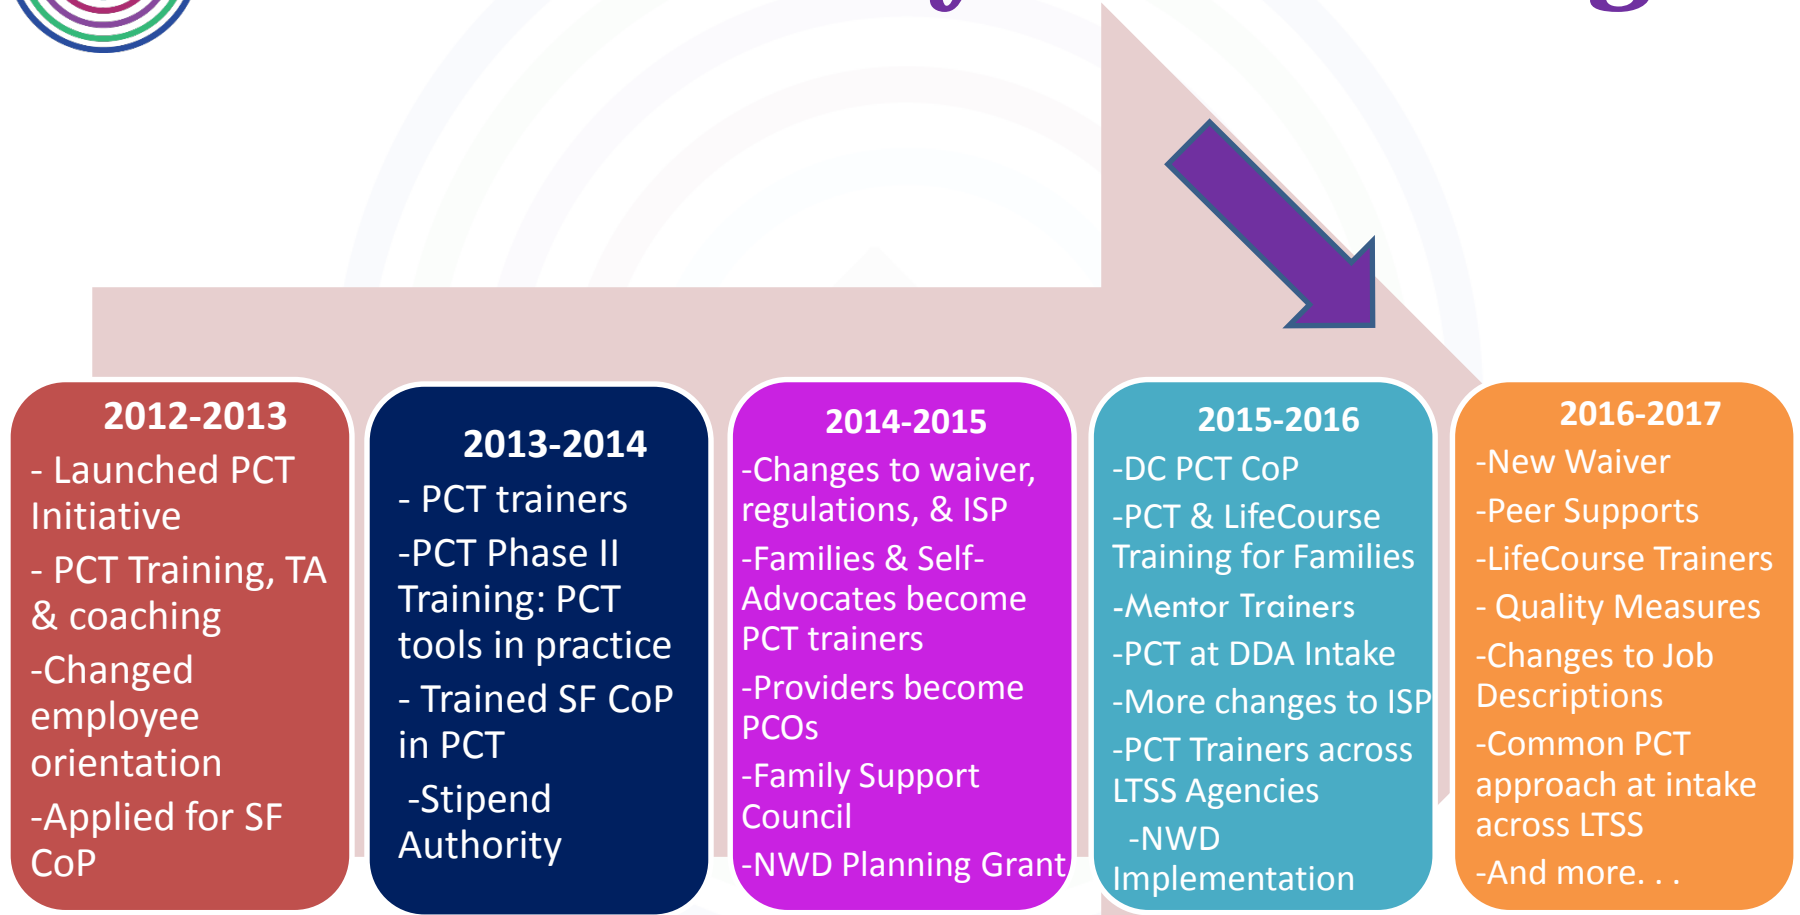 2012-2013
- Launched PCT
Initiative
- PCT Training, TA
& coaching
-Changed
employee
orientation
-Applied for SF
CoP
2013-2014
- PCT trainers
-PCT Phase II
Training: PCT
tools in practice
- Trained SF CoP
in PCT
-Stipend
Authority
2014-2015
-Changes to waiver,
regulations, & ISP
-Families & Self-
Advocates become
PCT trainers
-Providers become
PCOs
-Family Support
Council
-NWD Planning Grant
2015-2016
-DC PCT CoP
-PCT & LifeCourse
Training for Families
-Mentor Trainers
-PCT at DDA Intake
-More changes to ISP
-PCT Trainers across
LTSS Agencies
-NWD
Implementation
2016-2017
-New Waiver
-Peer Supports
-LifeCourse Trainers
- Quality Measures
-Changes to Job
Descriptions
-Common PCT
approach at intake
across LTSS
-And more. . .